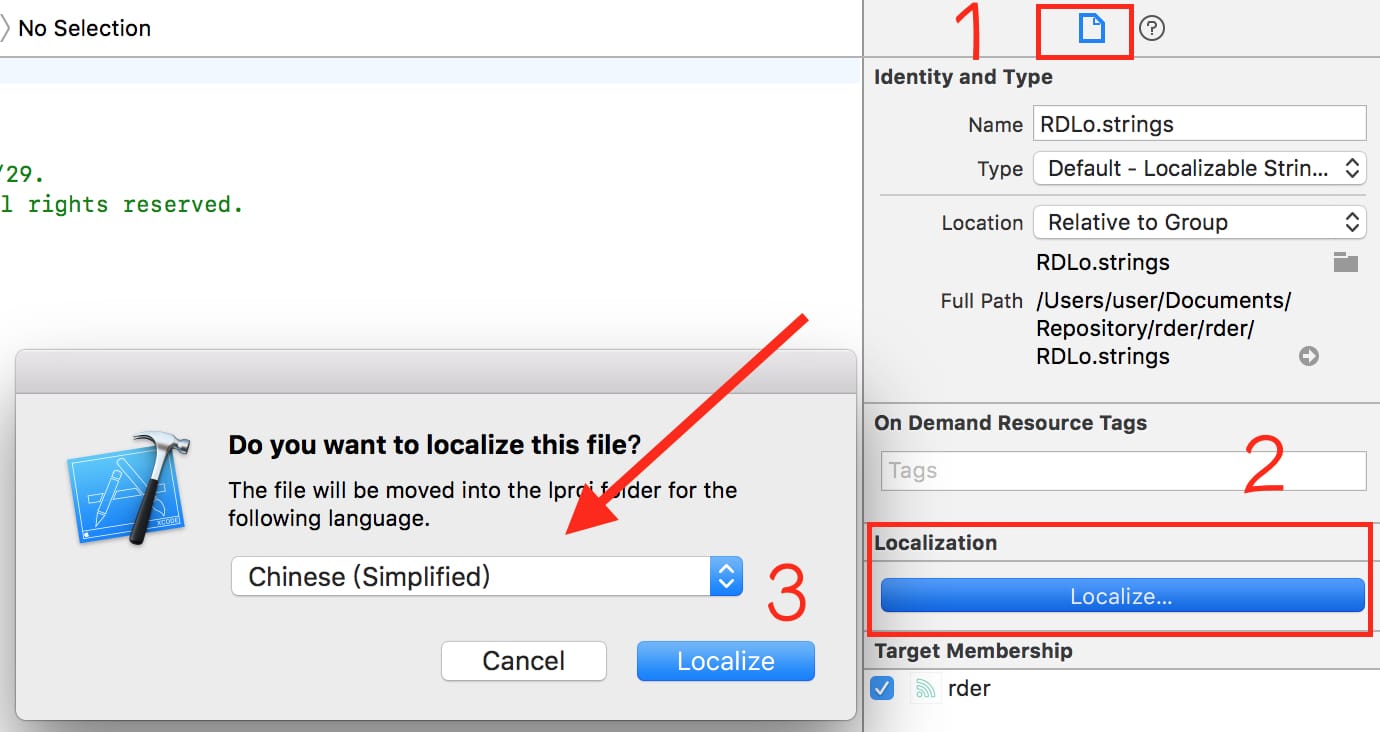 No Selection
/29.
l rights reserved.
1
?
Identity and Type
Name RDLo.strings
Type Default - Localizable Strin...
Location Relative to Group
RDLo.strings
Full Path /Users/user/Documents/
Repository/rder/rder/
RDLo.strings
On Demand Resource Tags
Tags
2
Localization
Localize...
Target Membership
rder
Do you want to localize this file?
The file will be moved into the lproj folder for the
following language.
XCODE
Chinese (Simplified)
3
Cancel Localize